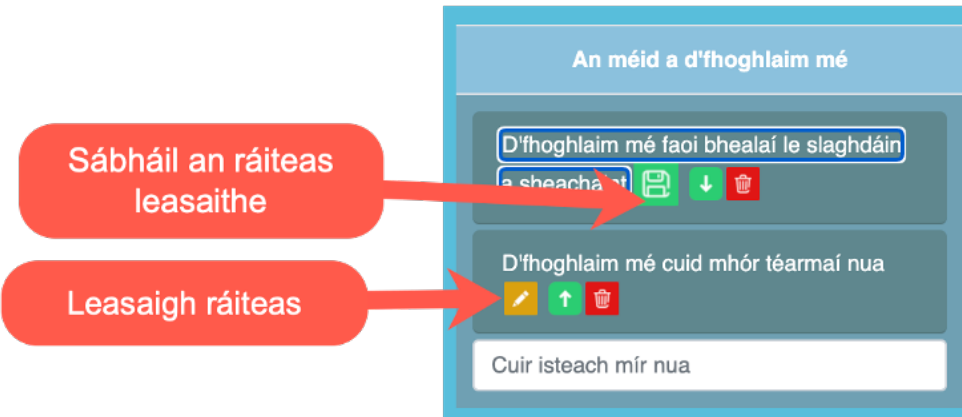 An méid a d'fhoghlaim mé
D'fhoghlaim mé faoi bhealaí le slaghdáin
a sheachaint
Sábháil an ráiteas
leasaithe
D'fhoghlaim mé cuid mhór téarmaí nua
Leasaigh ráiteas
Cuir isteach mír nua